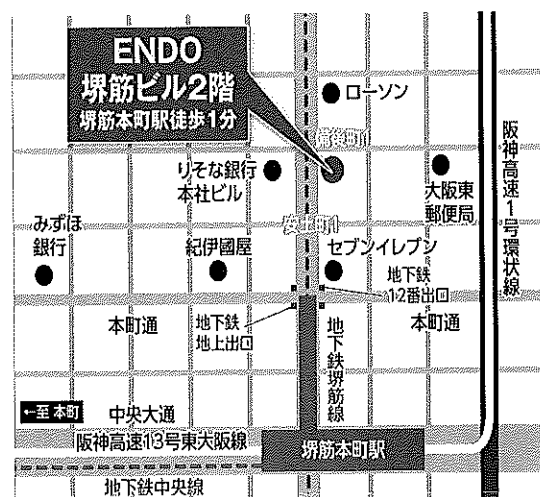 ENDO
堺筋ビル2階
堺筋本町駅徒歩1分
ローソン
備後町1
りそな銀行
本社ビル
大阪東
郵便局
阪神高速1号環状線
安土町1
みずほ
銀行
紀伊國屋
セブンイレブン
地下鉄
12番出口
本町通
地下鉄
地上出口
地下鉄堺筋線
本町通
←至 本町
中央大通
阪神高速13号東大阪線
堺筋本町駅
地下鉄中央線